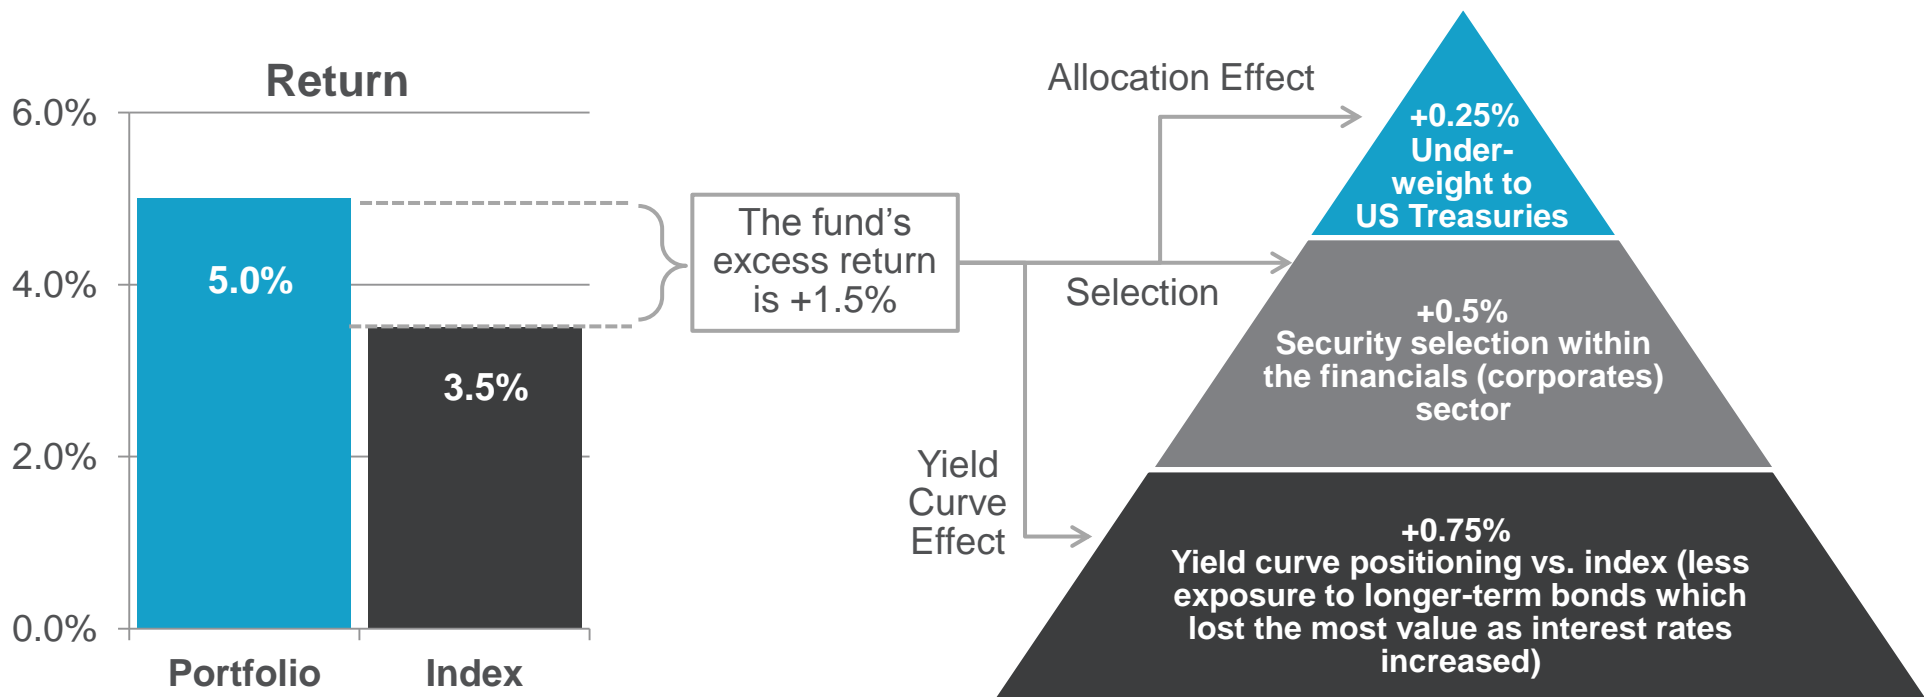 Return
6.0%
4.0%
2.0%
0.0%
5.0%
3.5%
Portfolio
Index
The fund’s
excess return
is +1.5%
Allocation Effect
Selection
Yield
Curve
Effect
+0.25%
Under-
weight to
US Treasuries
+0.5%
Security selection within
the financials (corporates)
sector
+0.75%
Yield curve positioning vs. index (less
exposure to longer-term bonds which
lost the most value as interest rates
increased)